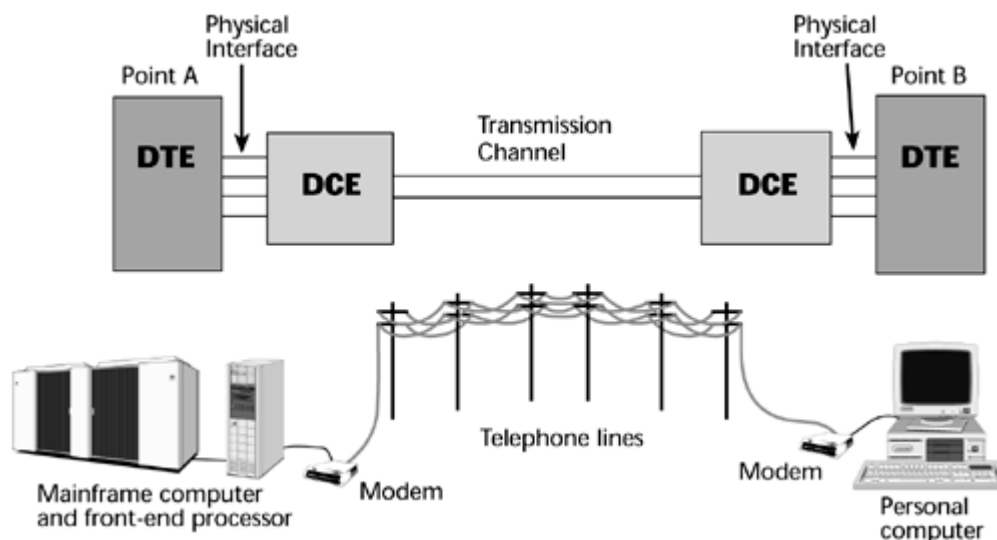 Physical
Interface
Physical
Interface
Point A
Point B
Transmission
Channel
DTE
DCE
DCE
DTE
Telephone lines
Mainframe computer
and front-end processor
Modem
Modem
Personal
computer